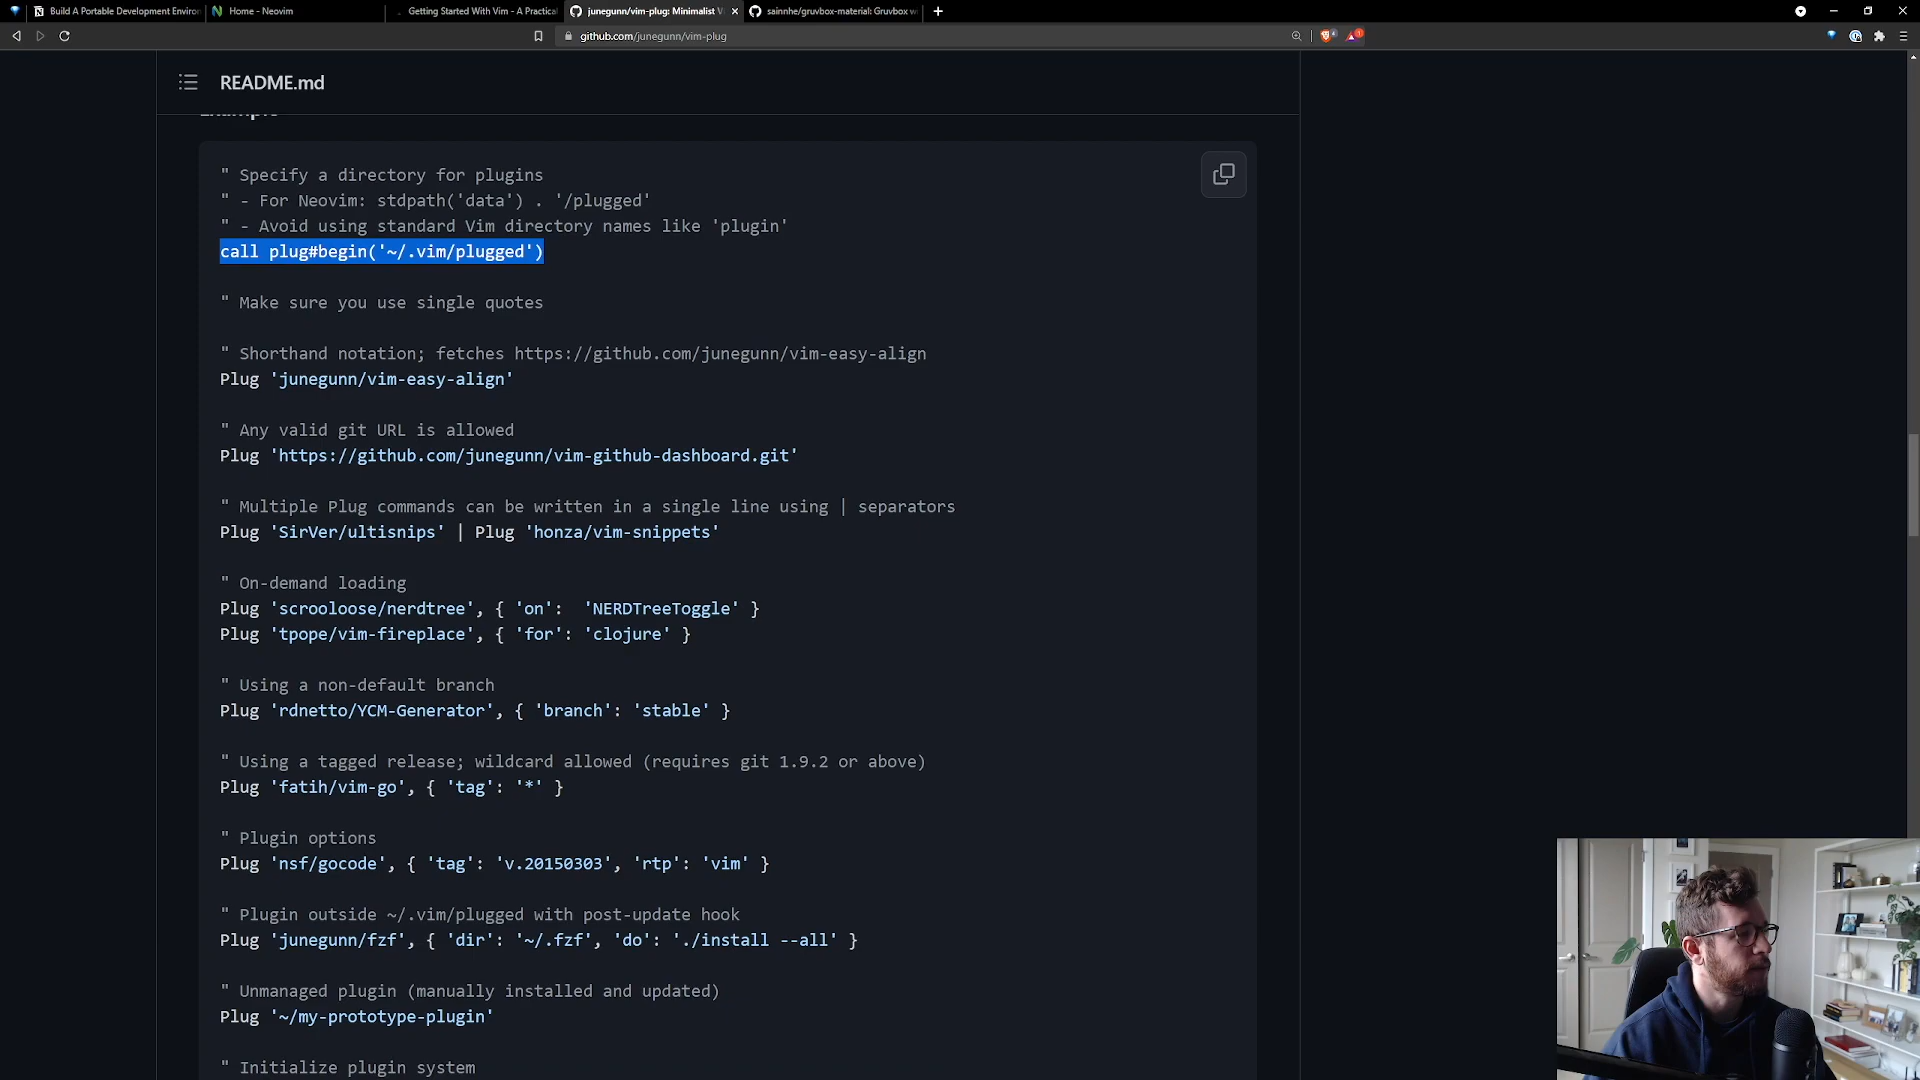 Build A Portable Development Enviro
Home - Neovim
Getting Started With Vim - A Practica
junegunn/vim-plug: Minimalist V
sainnhe/gruvbox-material: Gruvbox w
github.com/junegunn/vim-plug
README.md
Example
" Specify a directory for plugins
" - For Neovim: stdpath('data') . '/plugged'
" - Avoid using standard Vim directory names like 'plugin'
call plug#begin('~/.vim/plugged')
" Make sure you use single quotes
" Shorthand notation; fetches https://github.com/junegunn/vim-easy-align
Plug 'junegunn/vim-easy-align'
" Any valid git URL is allowed
Plug 'https://github.com/junegunn/vim-github-dashboard.git'
" Multiple Plug commands can be written in a single line using | separators
Plug 'SirVer/ultisnips' | Plug 'honza/vim-snippets'
" On-demand loading
Plug 'scrooloose/nerdtree', { 'on':  'NERDTreeToggle' }
Plug 'tpope/vim-fireplace', { 'for': 'clojure' }
" Using a non-default branch
Plug 'rdnetto/YCM-Generator', { 'branch': 'stable' }
" Using a tagged release; wildcard allowed (requires git 1.9.2 or above)
Plug 'fatih/vim-go', { 'tag': '*' }
" Plugin options
Plug 'nsf/gocode', { 'tag': 'v.20150303', 'rtp': 'vim' }
" Plugin outside ~/.vim/plugged with post-update hook
Plug 'junegunn/fzf', { 'dir': '~/.fzf', 'do': './install --all' }
" Unmanaged plugin (manually installed and updated)
Plug '~/my-prototype-plugin'
" Initialize plugin system